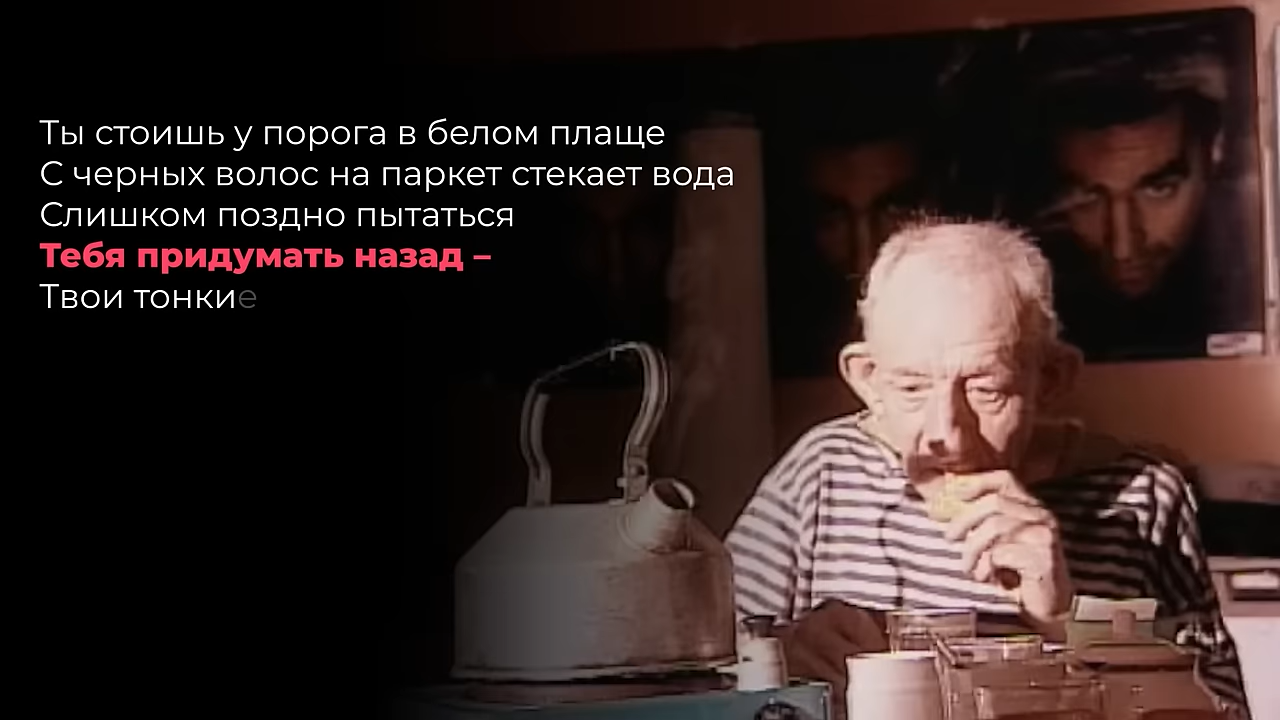 Ты стоишь у порога в белом плаще
С черных волос на паркет стекает вода
Слишком поздно пытаться
Тебя придумать назад –
Твои тонкие